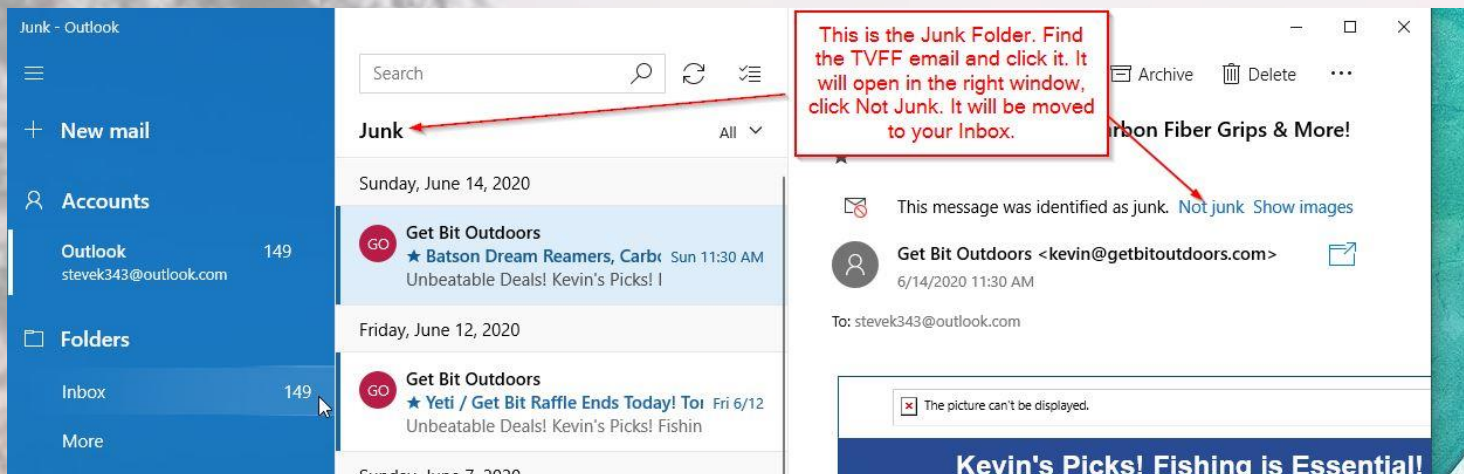 Junk - Outlook
New mail
Accounts
Outlook 149
stevek343@outlook.com
Folders
Inbox 149
More
Search
Junk All
Sunday, June 14, 2020
GO
Get Bit Outdoors
★ Batson Dream Reamers, Carbo Sun 11:30 AM
Unbeatable Deals! Kevin's Picks!
Friday, June 12, 2020
GO
Get Bit Outdoors
★ Yeti / Get Bit Raffle Ends Today! Fri 6/12
Unbeatable Deals! Kevin's Picks! Fishin
Sunday, June 7, 2020
This is the Junk Folder. Find
the TVFF email and click it. It
will open in the right window,
click Not Junk. It will be moved
to your Inbox.
Archive Delete
Fiber Grips & More!
★
This message was identified as junk. Not junk Show images
Get Bit Outdoors <kevin@getbitoutdoors.com>
6/14/2020 11:30 AM
To: stevek343@outlook.com
The picture can't be displayed.
Kevin's Picks! Fishing is Essential!